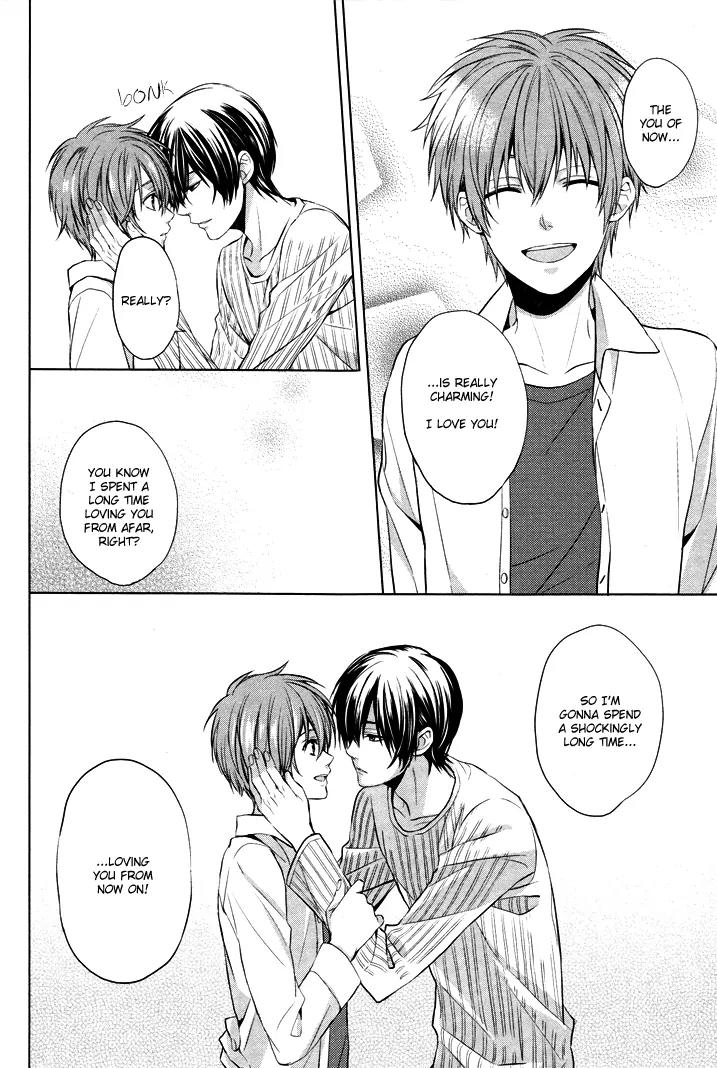 THE
YOU OF
NOW...
...IS REALLY
CHARMING!
I LOVE YOU!
bonk
REALLY?
YOU KNOW
I SPENT A
LONG TIME
LOVING YOU
FROM AFAR,
RIGHT?
SO I'M
GONNA SPEND
A SHOCKINGLY
LONG TIME...
...LOVING
YOU FROM
NOW ON!